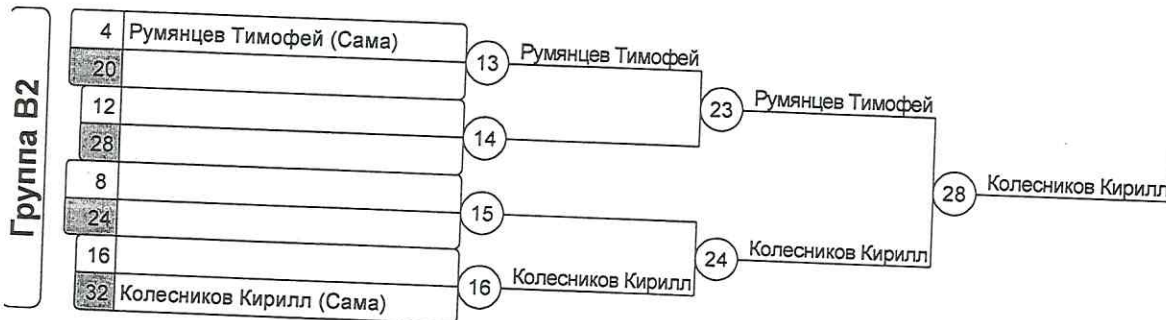 Группа В2
4 Румянцев Тимофей (Сама)
20
12
28
8
24
16
32 Колесников Кирилл (Сама)
13 Румянцев Тимофей
14
15
16 Колесников Кирилл
23 Румянцев Тимофей
24 Колесников Кирилл
28 Колесников Кирилл